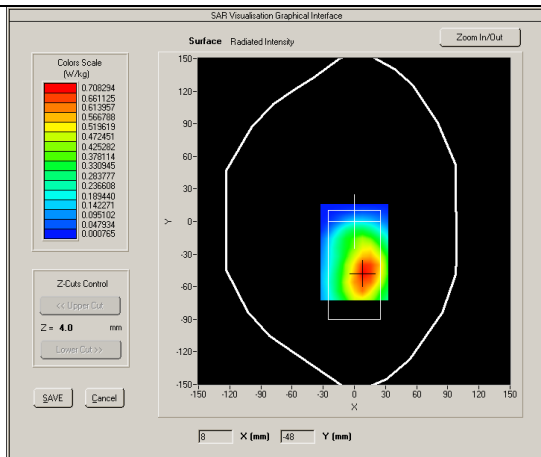 SAR Visualisation Graphical Interface
Surface Radiated Intensity
Zoom In/Out
Colors Scale
(W/kg)
0.708294
0.661125
0.613957
0.566788
0.519619
0.472451
0.425282
0.378114
0.330945
0.283777
0.236608
0.189440
0.142271
0.095102
0.047934
0.000765
150-
120-
90-
60-
30-
Y
0-
-30-
-60-
-90-
-120-
-150-
-150 -120 -90 -60 -30 0 30 60 90 120 150
X
Z-Cuts Control
<< Upper Cut
Z = 4.0 mm
Lower Cut >>
SAVE Cancel
8 X (mm) -48 Y (mm)